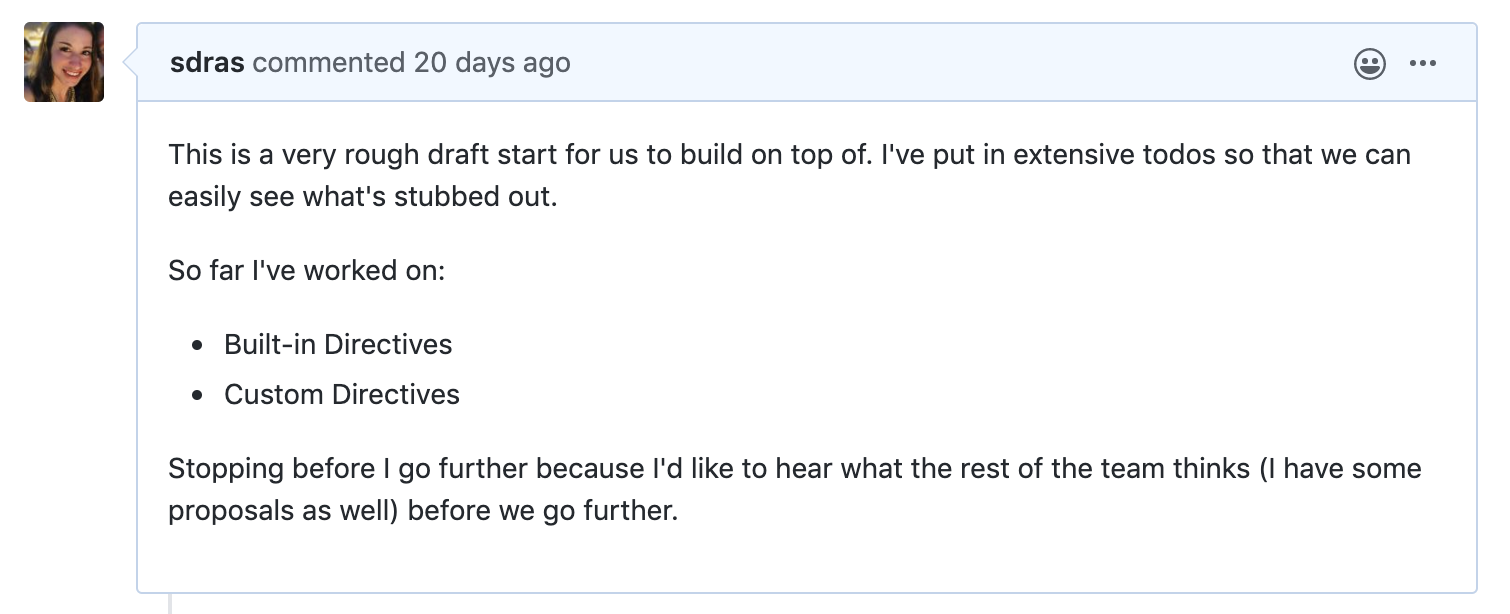 sdras commented 20 days ago
This is a very rough draft start for us to build on top of. I've put in extensive todos so that we can
easily see what's stubbed out.
So far I've worked on:
• Built-in Directives
• Custom Directives
Stopping before I go further because I'd like to hear what the rest of the team thinks (I have some
proposals as well) before we go further.